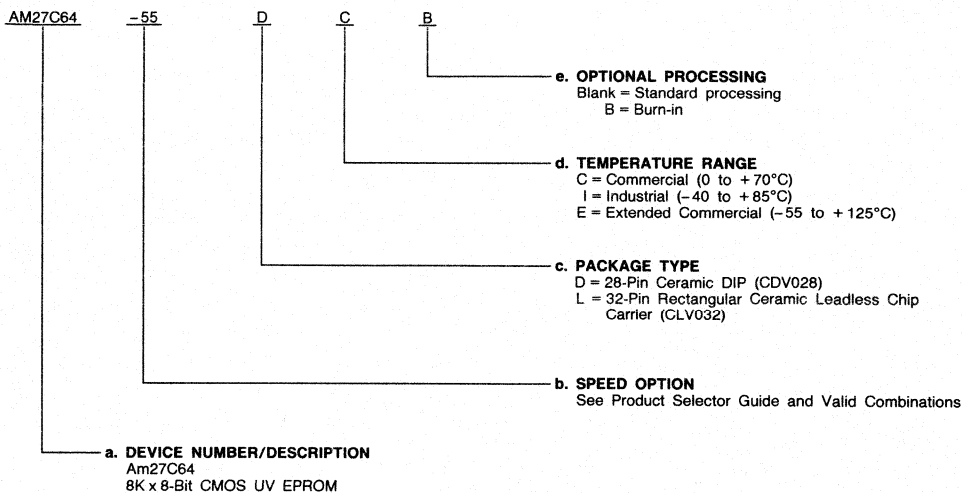 AM27C64 -55 D C B
e. OPTIONAL PROCESSING
Blank = Standard processing
B = Burn-in
d. TEMPERATURE RANGE
C = Commercial (0 to +70°C)
I = Industrial (-40 to +85°C)
E = Extended Commercial (-55 to +125°C)
c. PACKAGE TYPE
D = 28-Pin Ceramic DIP (CDV028)
L = 32-Pin Rectangular Ceramic Leadless Chip
Carrier (CLV032)
b. SPEED OPTION
See Product Selector Guide and Valid Combinations
a. DEVICE NUMBER/DESCRIPTION
Am27C64
8K x 8-Bit CMOS UV EPROM